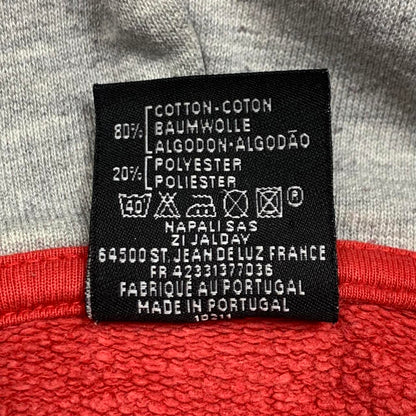 80% COTTON-COTON
BAUMWOLLE
ALGODON-ALGODÃO
20% POLYESTER
POLIESTER
40
R
NAPALI SAS
ZI JALDAY
64500 ST. JEAN DE LUZ FRANCE
FR 42331377036
FABRIQUÉ AU PORTUGAL
MADE IN PORTUGAL